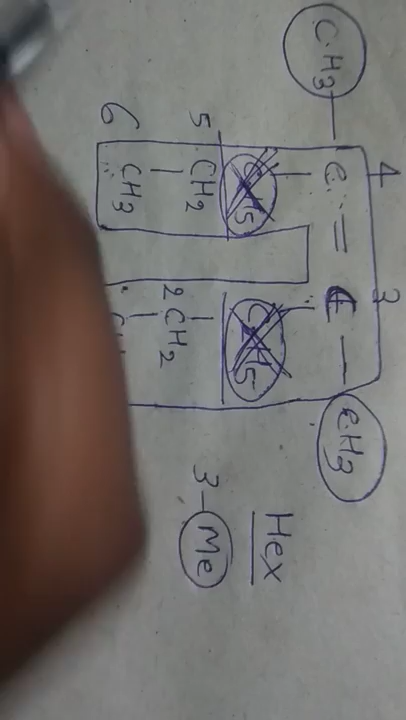 4 3
CH3 — C = C — CH3
Hex
5 CH2 2 CH2 3-Me
6 CH3